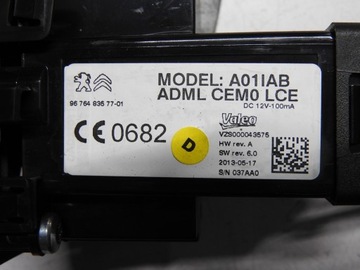 MODEL: A01IAB
ADML CEM0 LCE
DC 12V-100mA
96 764 836 77-01
CE 0682
D
Valeo
VZS000043575
HW rev. A
SW rev. 6.0
2013-05-17
S/N 037AA0